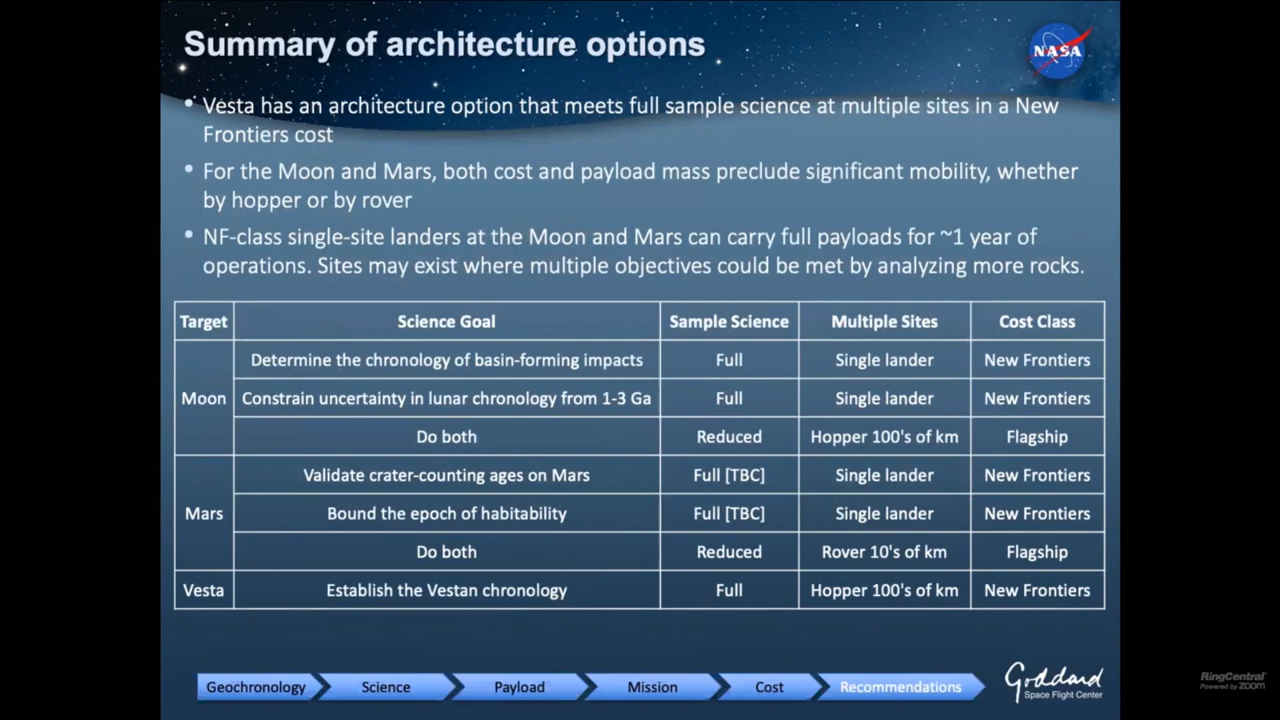 Summary of architecture options
NASA
• Vesta has an architecture option that meets full sample science at multiple sites in a New
Frontiers cost
• For the Moon and Mars, both cost and payload mass preclude significant mobility, whether
by hopper or by rover
• NF-class single-site landers at the Moon and Mars can carry full payloads for ~1 year of
operations. Sites may exist where multiple objectives could be met by analyzing more rocks.
Target Science Goal Sample Science Multiple Sites Cost Class
Determine the chronology of basin-forming impacts Full Single lander New Frontiers
Moon Constrain uncertainty in lunar chronology from 1-3 Ga Full Single lander New Frontiers
Do both Reduced Hopper 100's of km Flagship
Validate crater-counting ages on Mars Full [TBC] Single lander New Frontiers
Mars Bound the epoch of habitability Full [TBC] Single lander New Frontiers
Do both Reduced Rover 10's of km Flagship
Vesta Establish the Vestan chronology Full Hopper 100's of km New Frontiers
Geochronology Science Payload Mission Cost Recommendations
Goddard
Space Flight Center
RingCentral
Powered by zoom